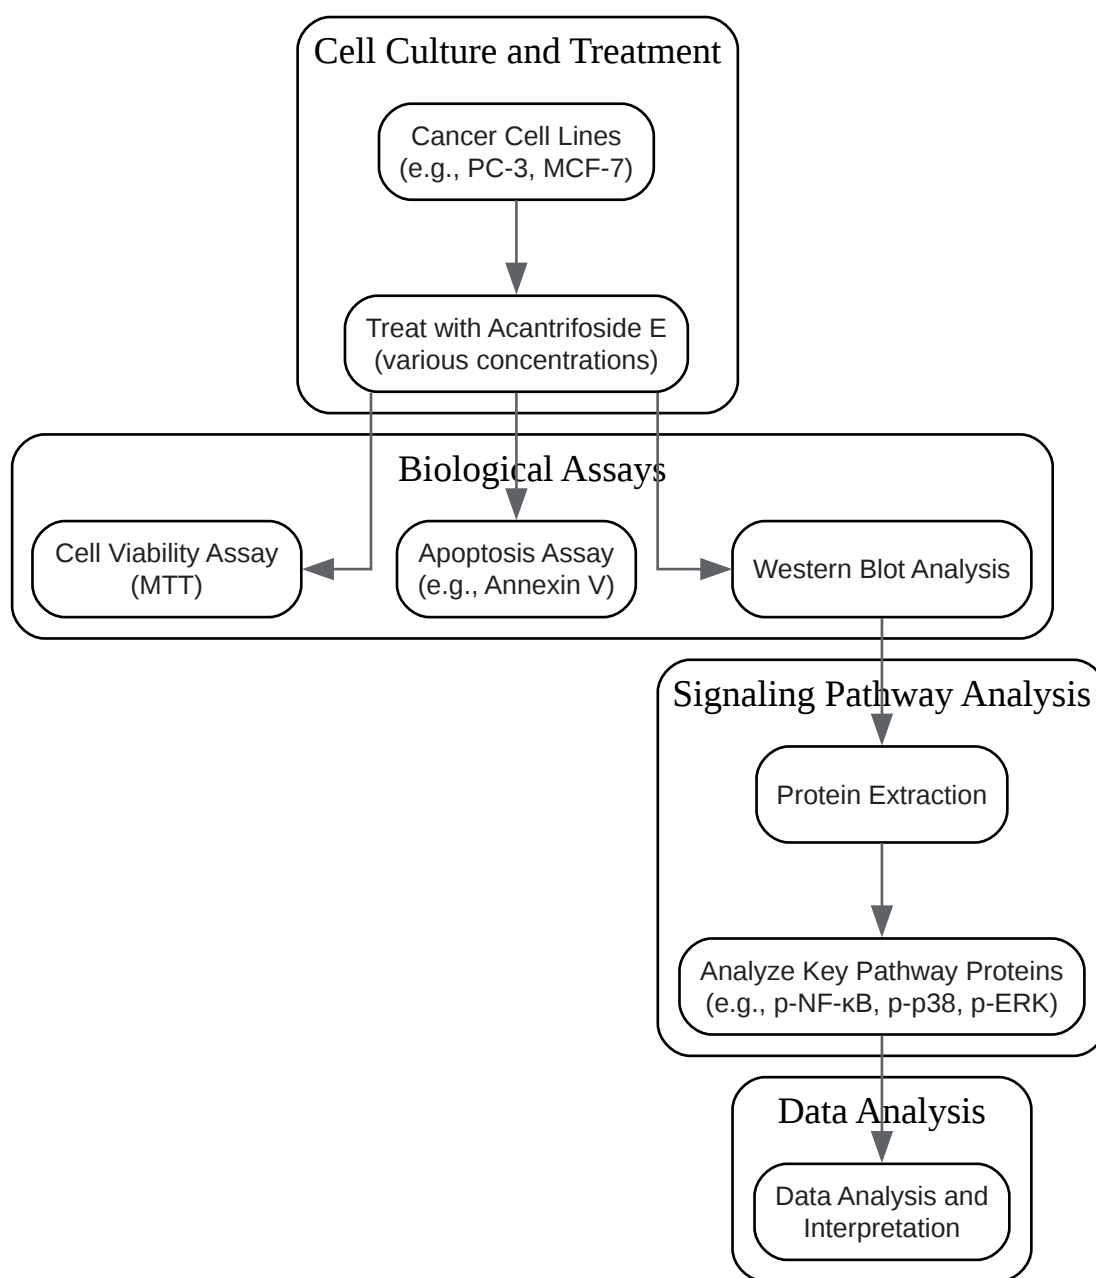 Cell Culture and Treatment
Cancer Cell Lines
(e.g., PC-3, MCF-7)
Treat with Acantrifoside E
(various concentrations)
Biological Assays
Cell Viability Assay
(MTT)
Apoptosis Assay
(e.g., Annexin V)
Western Blot Analysis
Signaling Pathway Analysis
Protein Extraction
Analyze Key Pathway Proteins
(e.g., p-NF-κB, p-p38, p-ERK)
Data Analysis
Data Analysis and
Interpretation